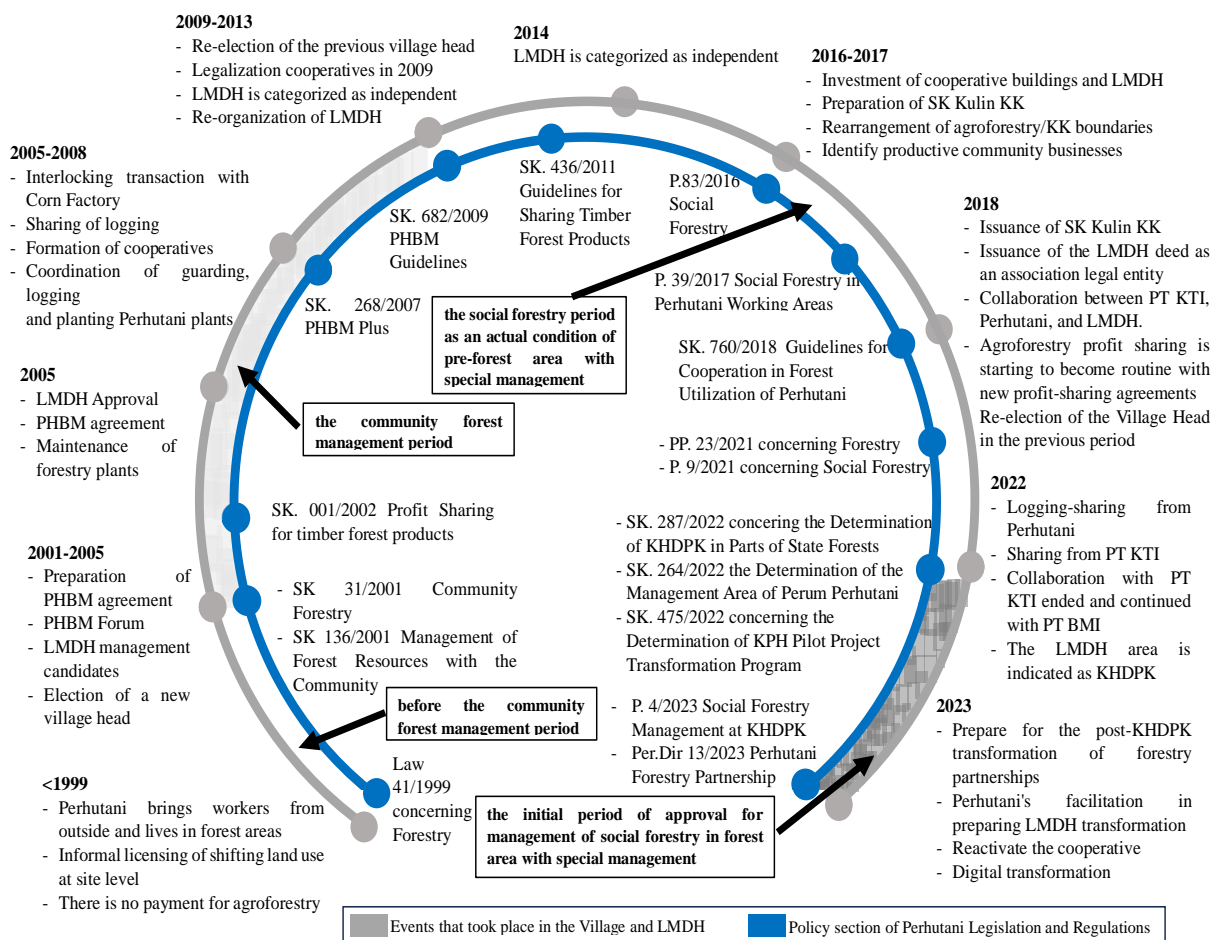 2009-2013
- Re-election of the previous village head
- Legalization cooperatives in 2009
- LMDH is categorized as independent
- Re-organization of LMDH
2014
LMDH is categorized as independent
2016-2017
- Investment of cooperative buildings and LMDH
- Preparation of SK Kulin KK
- Rearrangement of agroforestry/KK boundaries
- Identify productive community businesses
2005-2008
- Interlocking transaction with
Corn Factory
- Sharing of logging
- Formation of cooperatives
- Coordination of guarding,
logging
and planting Perhutani plants
2005
- LMDH Approval
- PHBM agreement
- Maintenance of
forestry plants
2001-2005
- Preparation of
PHBM agreement
- PHBM Forum
- LMDH management
candidates
- Election of a new
village head
<1999
- Perhutani brings workers from
outside and lives in forest areas
- Informal licensing of shifting land use
at site level
- There is no payment for agroforestry
SK. 436/2011
Guidelines for
Sharing Timber
Forest Products
P.83/2016
Social
Forestry
SK. 682/2009
PHBM
Guidelines
SK. 268/2007
PHBM Plus
P. 39/2017 Social Forestry in
Perhutani Working Areas
the social forestry period
as an actual condition of
pre-forest area with
special management
SK. 760/2018 Guidelines for
Cooperation in Forest
Utilization of Perhutani
the community forest
management period
- PP. 23/2021 concerning Forestry
- P. 9/2021 concerning Social Forestry
SK. 001/2002 Profit Sharing
for timber forest products
- SK. 287/2022 concering the Determination
of KHDPK in Parts of State Forests
- SK. 264/2022 the Determination of the
Management Area of Perum Perhutani
- SK. 475/2022 concerning the
Determination of KPH Pilot Project
Transformation Program
- SK 31/2001 Community
Forestry
- SK 136/2001 Management of
Forest Resources with the
Community
before the community
forest management period
- P. 4/2023 Social Forestry
Management at KHDPK
- Per.Dir 13/2023 Perhutani
Forestry Partnership
Law
41/1999
concerning
Forestry
the initial period of approval for
management of social forestry in forest
area with special management
2018
- Issuance of SK Kulin KK
- Issuance of the LMDH deed as
an association legal entity
- Collaboration between PT KTI,
Perhutani, and LMDH.
- Agroforestry profit sharing is
starting to become routine with
new profit-sharing agreements
Re-election of the Village Head
in the previous period
2022
- Logging-sharing from
Perhutani
- Sharing from PT KTI
- Collaboration with PT
KTI ended and continued
with PT BMI
- The LMDH area is
indicated as KHDPK
2023
- Prepare for the post-KHDPK
transformation of forestry
partnerships
- Perhutani's facilitation in
preparing LMDH transformation
- Reactivate the cooperative
- Digital transformation
Events that took place in the Village and LMDH
Policy section of Perhutani Legislation and Regulations